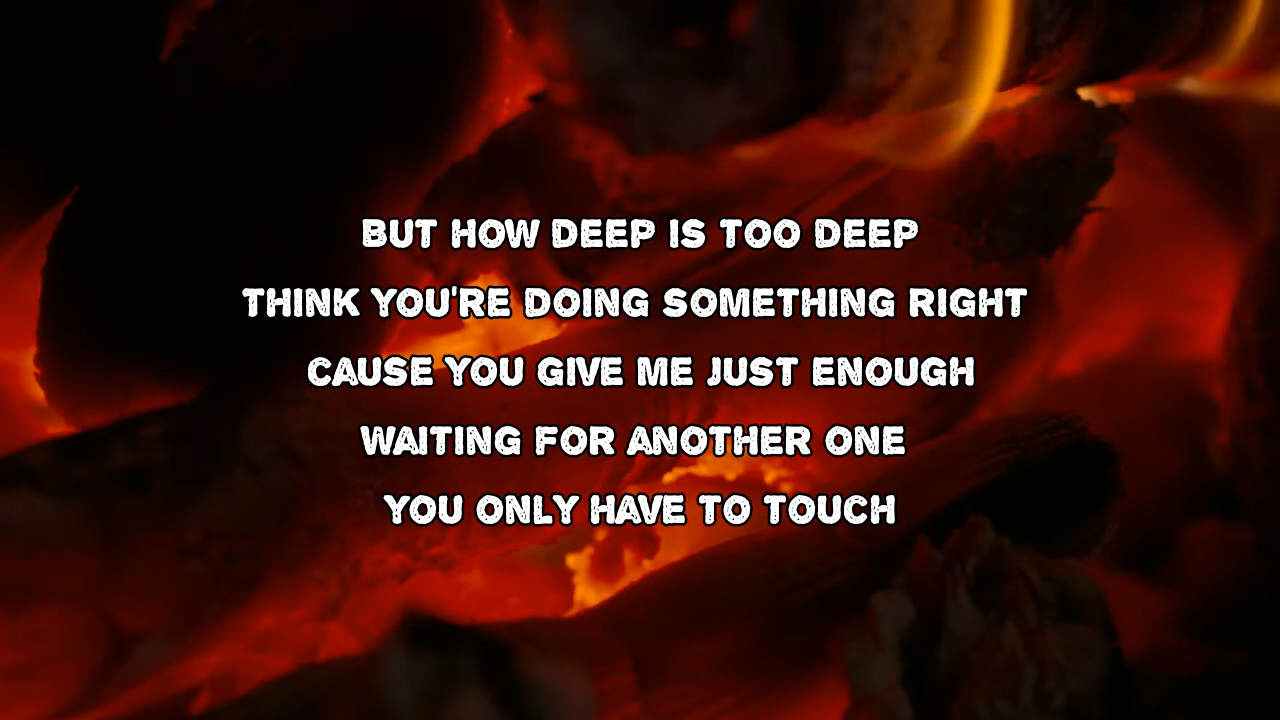 BUT HOW DEEP IS TOO DEEP
THINK YOU'RE DOING SOMETHING RIGHT
CAUSE YOU GIVE ME JUST ENOUGH
WAITING FOR ANOTHER ONE
YOU ONLY HAVE TO TOUCH